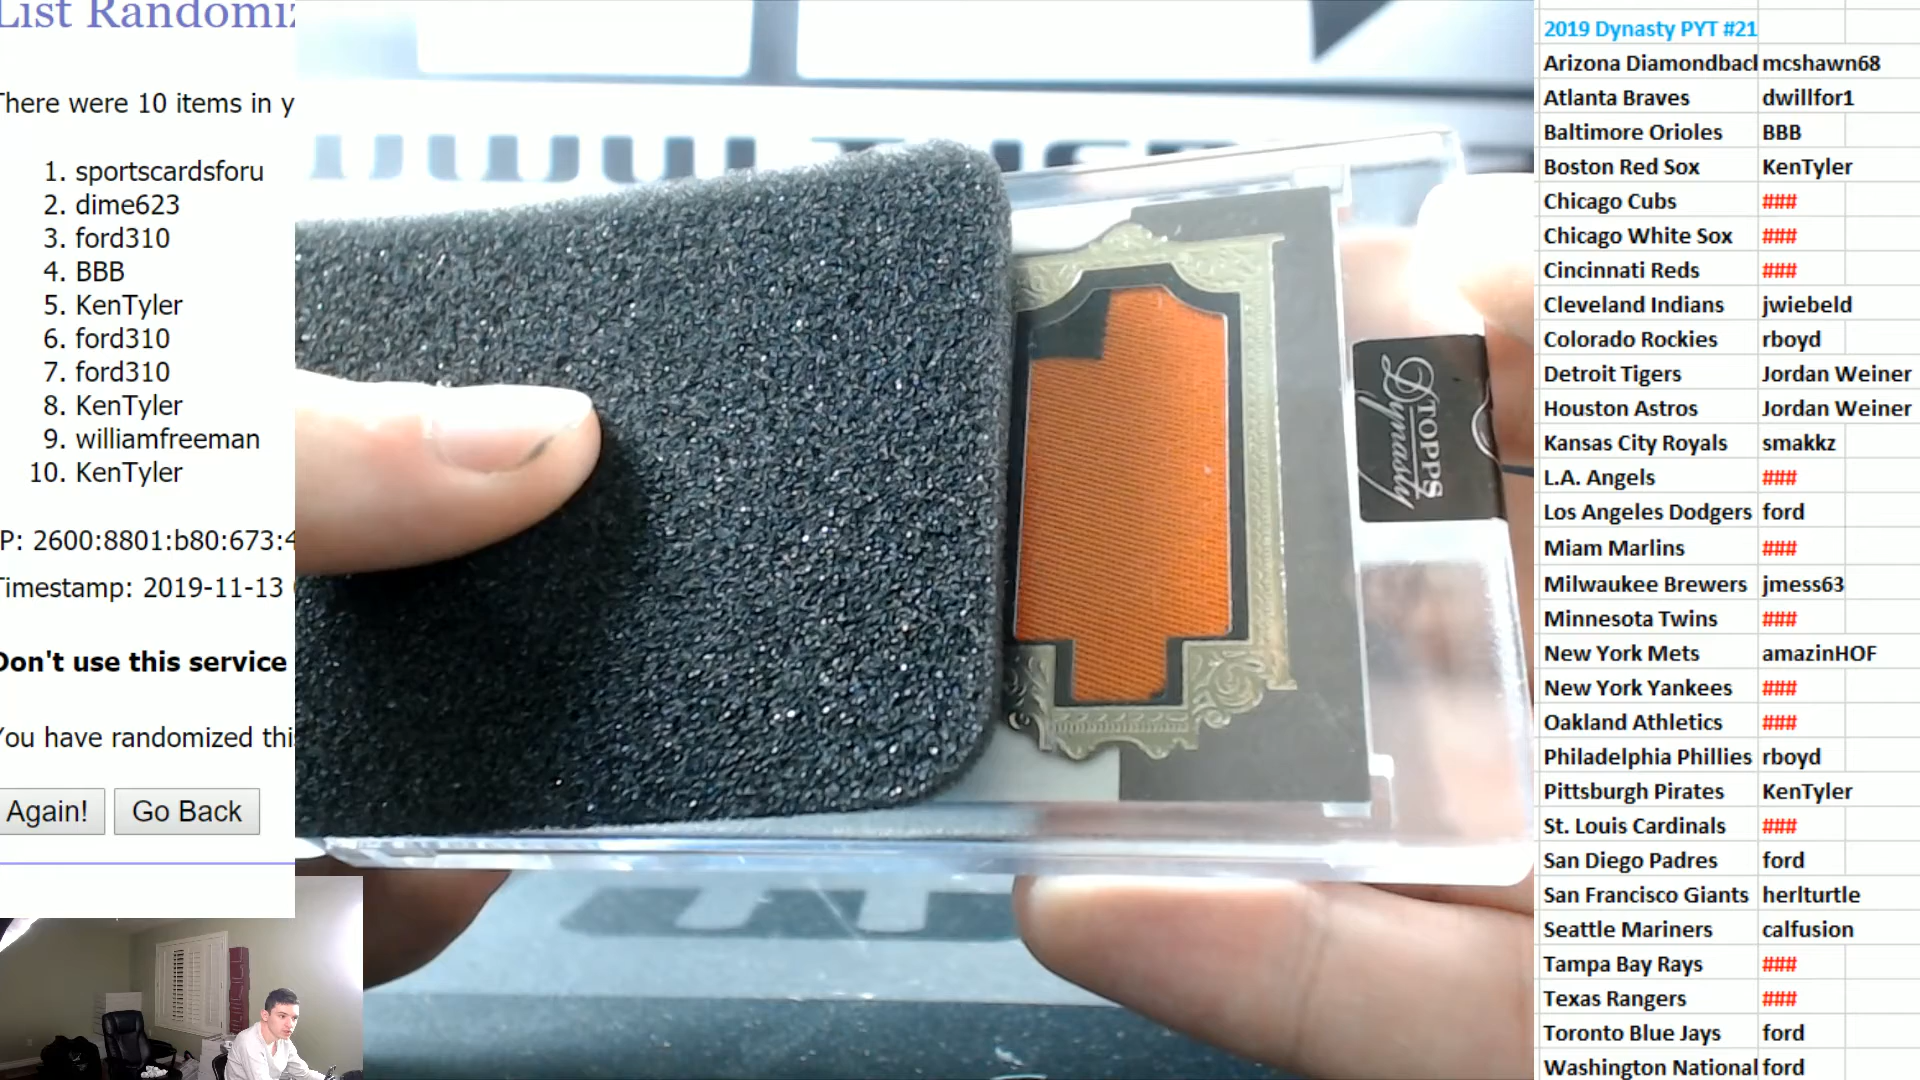 List Randomiz
There were 10 items in y
1. sportscardsforu
2. dime623
3. ford310
4. BBB
5. KenTyler
6. ford310
7. ford310
8. KenTyler
9. williamfreeman
10. KenTyler
IP: 2600:8801:b80:673:4
Timestamp: 2019-11-13
Don't use this service
You have randomized this
Again!
Go Back
TOPPS
Dynasty
2019 Dynasty PYT #21
Arizona Diamondbacl mcshawn68
Atlanta Braves dwillfor1
Baltimore Orioles BBB
Boston Red Sox KenTyler
Chicago Cubs ###
Chicago White Sox ###
Cincinnati Reds ###
Cleveland Indians jwiebeld
Colorado Rockies rboyd
Detroit Tigers Jordan Weiner
Houston Astros Jordan Weiner
Kansas City Royals smakkz
L.A. Angels ###
Los Angeles Dodgers ford
Miam Marlins ###
Milwaukee Brewers jmess63
Minnesota Twins ###
New York Mets amazinHOF
New York Yankees ###
Oakland Athletics ###
Philadelphia Phillies rboyd
Pittsburgh Pirates KenTyler
St. Louis Cardinals ###
San Diego Padres ford
San Francisco Giants herlturtle
Seattle Mariners calfusion
Tampa Bay Rays ###
Texas Rangers ###
Toronto Blue Jays ford
Washington National ford